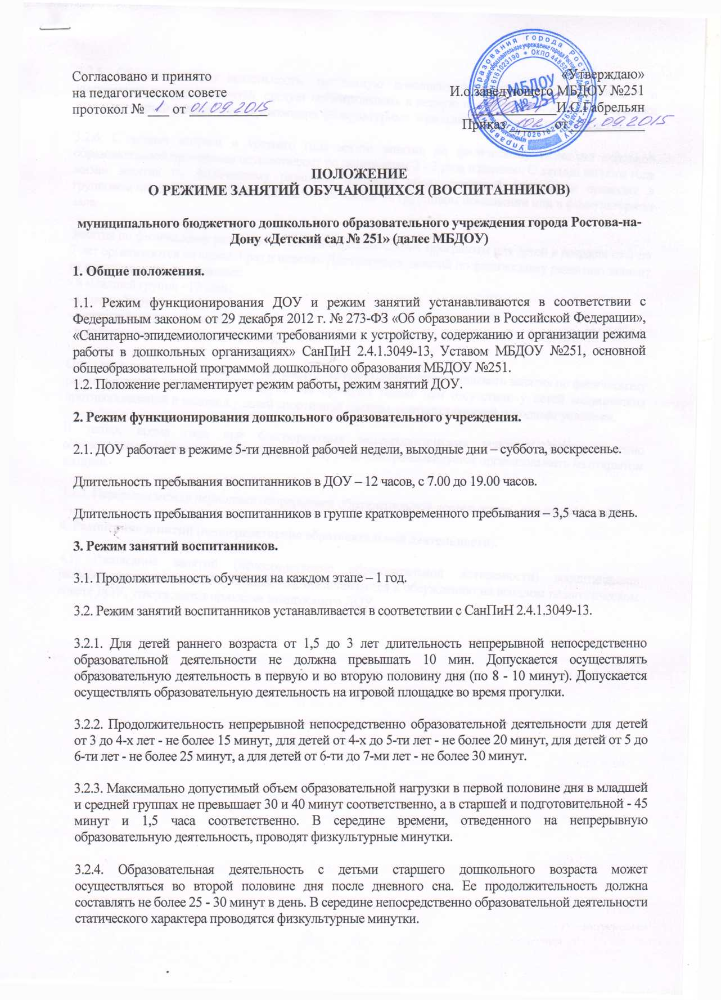 Согласовано и принято
на педагогическом совете
протокол № 1 от 01.09.2015
«Утверждаю»
И.о.заведующего МБДОУ №251
И.С.Габрельян
Приказ 102 от 1.09.2015
МБДОУ
№ 251
ПОЛОЖЕНИЕ
О РЕЖИМЕ ЗАНЯТИЙ ОБУЧАЮЩИХСЯ (ВОСПИТАННИКОВ)
муниципального бюджетного дошкольного образовательного учреждения города Ростова-на-
Дону «Детский сад № 251» (далее МБДОУ)
1. Общие положения.
1.1. Режим функционирования ДОУ и режим занятий устанавливаются в соответствии с
Федеральным законом от 29 декабря 2012 г. № 273-ФЗ «Об образовании в Российской Федерации»,
«Санитарно-эпидемиологическими требованиями к устройству, содержанию и организации режима
работы в дошкольных организациях» СанПиН 2.4.1.3049-13, Уставом МБДОУ №251, основной
общеобразовательной программой дошкольного образования МБДОУ №251.
1.2. Положение регламентирует режим работы, режим занятий ДОУ.
2. Режим функционирования дошкольного образовательного учреждения.
2.1. ДОУ работает в режиме 5-ти дневной рабочей недели, выходные дни – суббота, воскресенье.
Длительность пребывания воспитанников в ДОУ – 12 часов, с 7.00 до 19.00 часов.
Длительность пребывания воспитанников в группе кратковременного пребывания – 3,5 часа в день.
3. Режим занятий воспитанников.
3.1. Продолжительность обучения на каждом этапе – 1 год.
3.2. Режим занятий воспитанников устанавливается в соответствии с СанПиН 2.4.1.3049-13.
3.2.1. Для детей раннего возраста от 1,5 до 3 лет длительность непрерывной непосредственно
образовательной деятельности не должна превышать 10 мин. Допускается осуществлять
образовательную деятельность в первую и во вторую половину дня (по 8 - 10 минут). Допускается
осуществлять образовательную деятельность на игровой площадке во время прогулки.
3.2.2. Продолжительность непрерывной непосредственно образовательной деятельности для детей
от 3 до 4-х лет - не более 15 минут, для детей от 4-х до 5-ти лет - не более 20 минут, для детей от 5 до
6-ти лет - не более 25 минут, а для детей от 6-ти до 7-ми лет - не более 30 минут.
3.2.3. Максимально допустимый объем образовательной нагрузки в первой половине дня в младшей
и средней группах не превышает 30 и 40 минут соответственно, а в старшей и подготовительной - 45
минут и 1,5 часа соответственно. В середине времени, отведенного на непрерывную
образовательную деятельность, проводят физкультурные минутки.
3.2.4. Образовательная деятельность с детьми старшего дошкольного возраста может
осуществляться во второй половине дня после дневного сна. Ее продолжительность должна
составлять не более 25 - 30 минут в день. В середине непосредственно образовательной деятельности
статического характера проводятся физкультурные минутки.